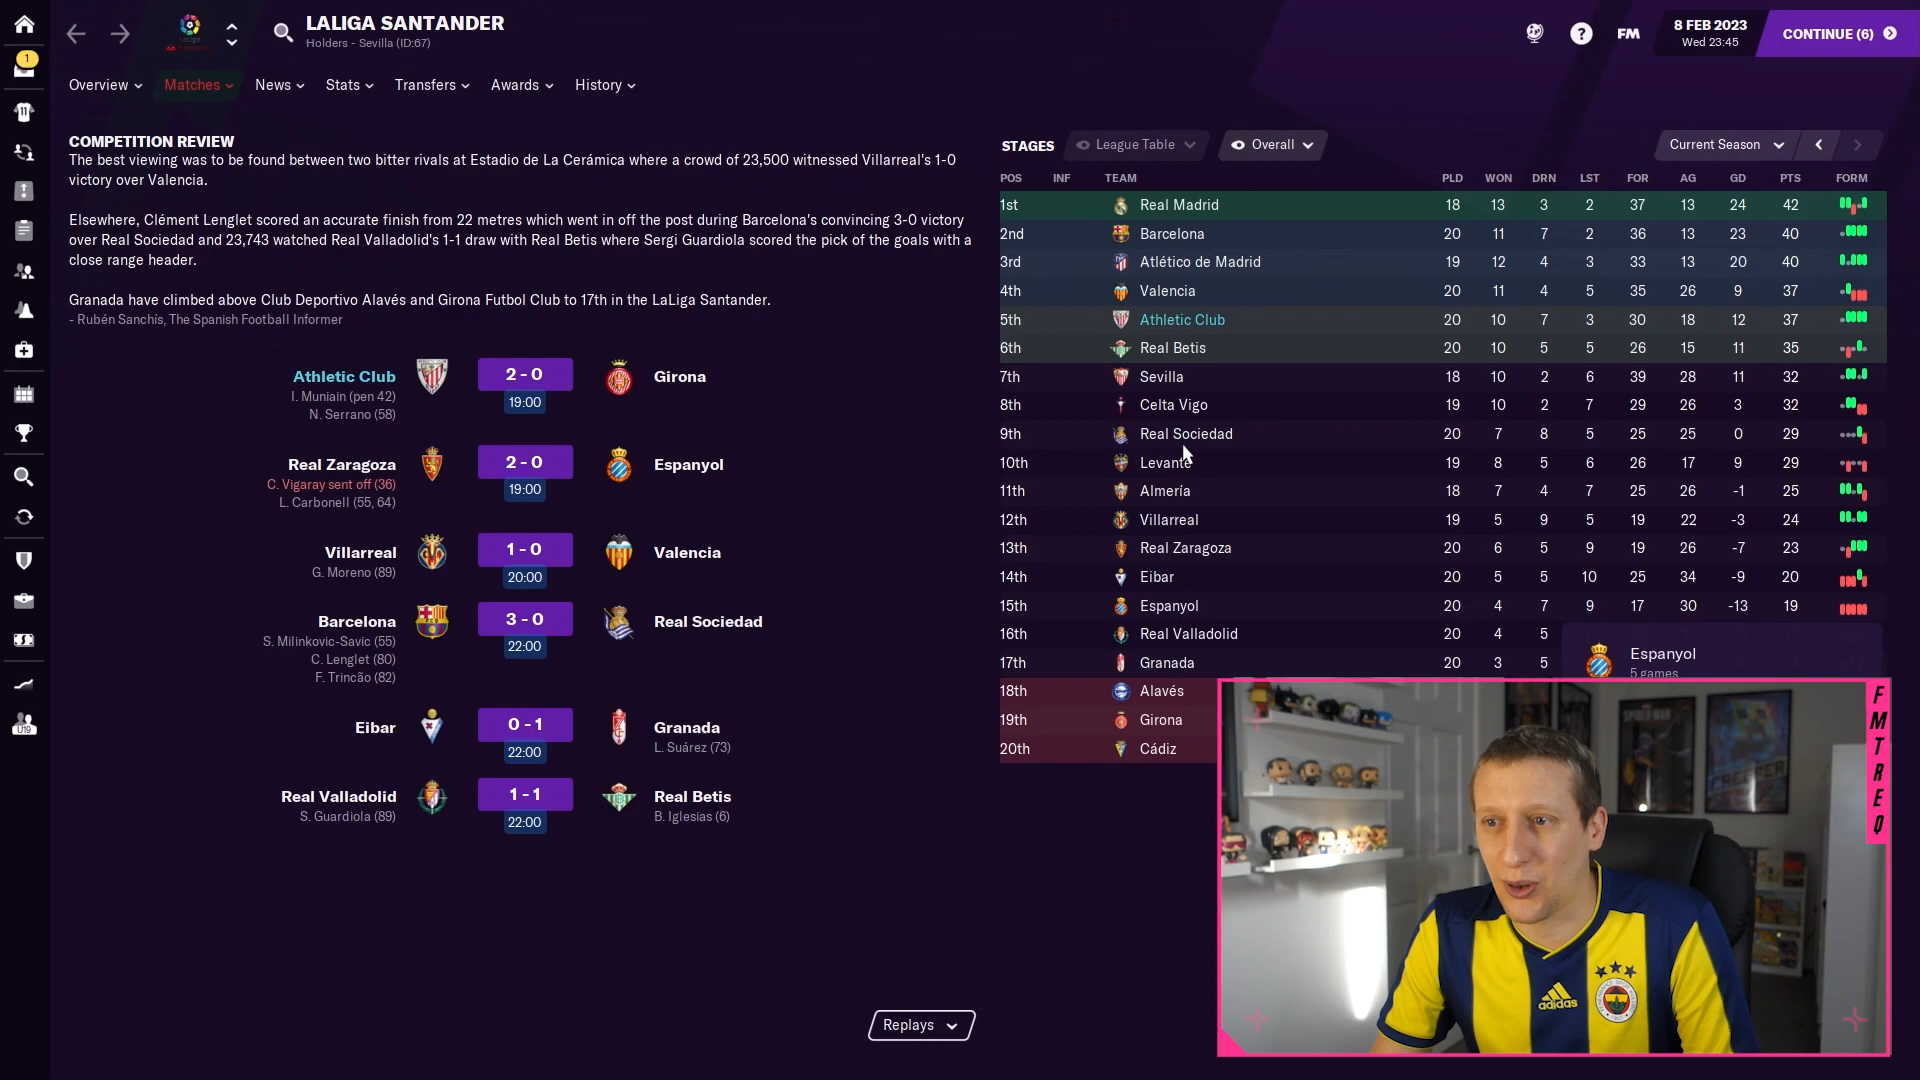 LALIGA SANTANDER
Holders - Sevilla (ID:67)
FM
8 FEB 2023
Wed 23:45
CONTINUE (6)
1
Overview
Matches
News
Stats
Transfers
Awards
History
COMPETITION REVIEW
The best viewing was to be found between two bitter rivals at Estadio de La Cerámica where a crowd of 23,500 witnessed Villarreal's 1-0
victory over Valencia.
Elsewhere, Clément Lenglet scored an accurate finish from 22 metres which went in off the post during Barcelona's convincing 3-0 victory
over Real Sociedad and 23,743 watched Real Valladolid's 1-1 draw with Real Betis where Sergi Guardiola scored the pick of the goals with a
close range header.
Granada have climbed above Club Deportivo Alavés and Girona Futbol Club to 17th in the LaLiga Santander.
- Rubén Sanchís, The Spanish Football Informer
Athletic Club 2 - 0 Girona
I. Muniain (pen 42) 19:00
N. Serrano (58)
Real Zaragoza 2 - 0 Espanyol
C. Vigaray sent off (36) 19:00
L. Carbonell (55, 64)
Villarreal 1 - 0 Valencia
G. Moreno (89) 20:00
Barcelona 3 - 0 Real Sociedad
S. Milinkovic-Savic (55) 22:00
C. Lenglet (80)
F. Trincão (82)
Eibar 0 - 1 Granada
22:00 L. Suárez (73)
Real Valladolid 1 - 1 Real Betis
S. Guardiola (89) 22:00 B. Iglesias (6)
Replays
STAGES League Table Overall Current Season
POS INF TEAM PLD WON DRN LST FOR AG GD PTS FORM
1st Real Madrid 18 13 3 2 37 13 24 42
2nd Barcelona 20 11 7 2 36 13 23 40
3rd Atlético de Madrid 19 12 4 3 33 13 20 40
4th Valencia 20 11 4 5 35 26 9 37
5th Athletic Club 20 10 7 3 30 18 12 37
6th Real Betis 20 10 5 5 26 15 11 35
7th Sevilla 18 10 2 6 39 28 11 32
8th Celta Vigo 19 10 2 7 29 26 3 32
9th Real Sociedad 20 7 8 5 25 25 0 29
10th Levante 19 8 5 6 26 17 9 29
11th Almería 18 7 4 7 25 26 -1 25
12th Villarreal 19 5 9 5 19 22 -3 24
13th Real Zaragoza 20 6 5 9 19 26 -7 23
14th Eibar 20 5 5 10 25 34 -9 20
15th Espanyol 20 4 7 9 17 30 -13 19
16th Real Valladolid 20 4 5
17th Granada 20 3 5
18th Alavés
19th Girona
20th Cádiz
Espanyol
5 games
FMTREQ
adidas
11
U19